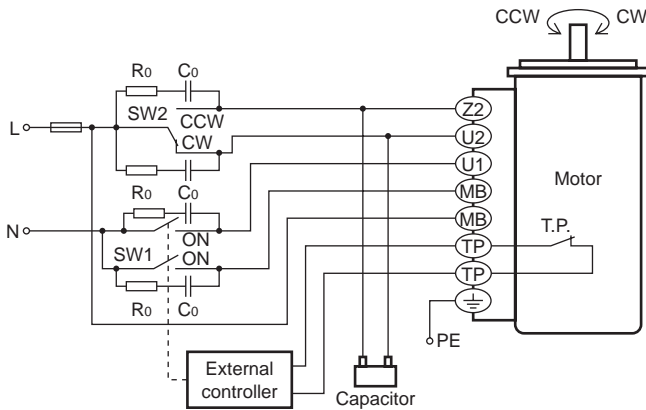 CCW CW
R0 C0
SW2
CCW
L
CW
R0 C0
N
ON
SW1
ON
R0 C0
Z2
U2
U1
MB
MB
TP
TP
Motor
T.P.
PE
External
controller
Capacitor